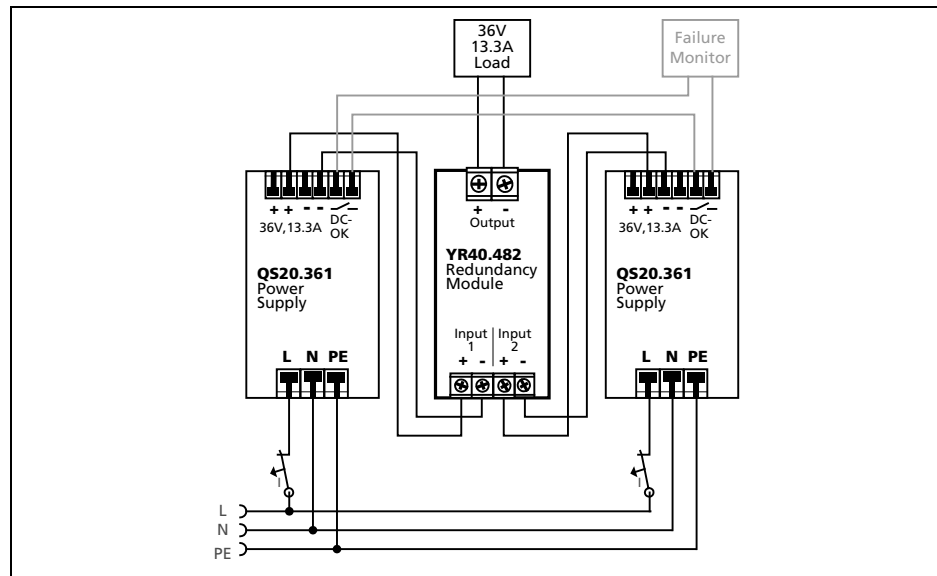 36V
13.3A
Load
Failure
Monitor
+ + - -
DC-
OK
36V,13.3A
QS20.361
Power
Supply
L N PE
+ -
Output
YR40.482
Redundancy
Module
Input
1
Input
2
+ - + -
+ + - -
DC-
OK
36V,13.3A
QS20.361
Power
Supply
L N PE
I
I
L
N
PE